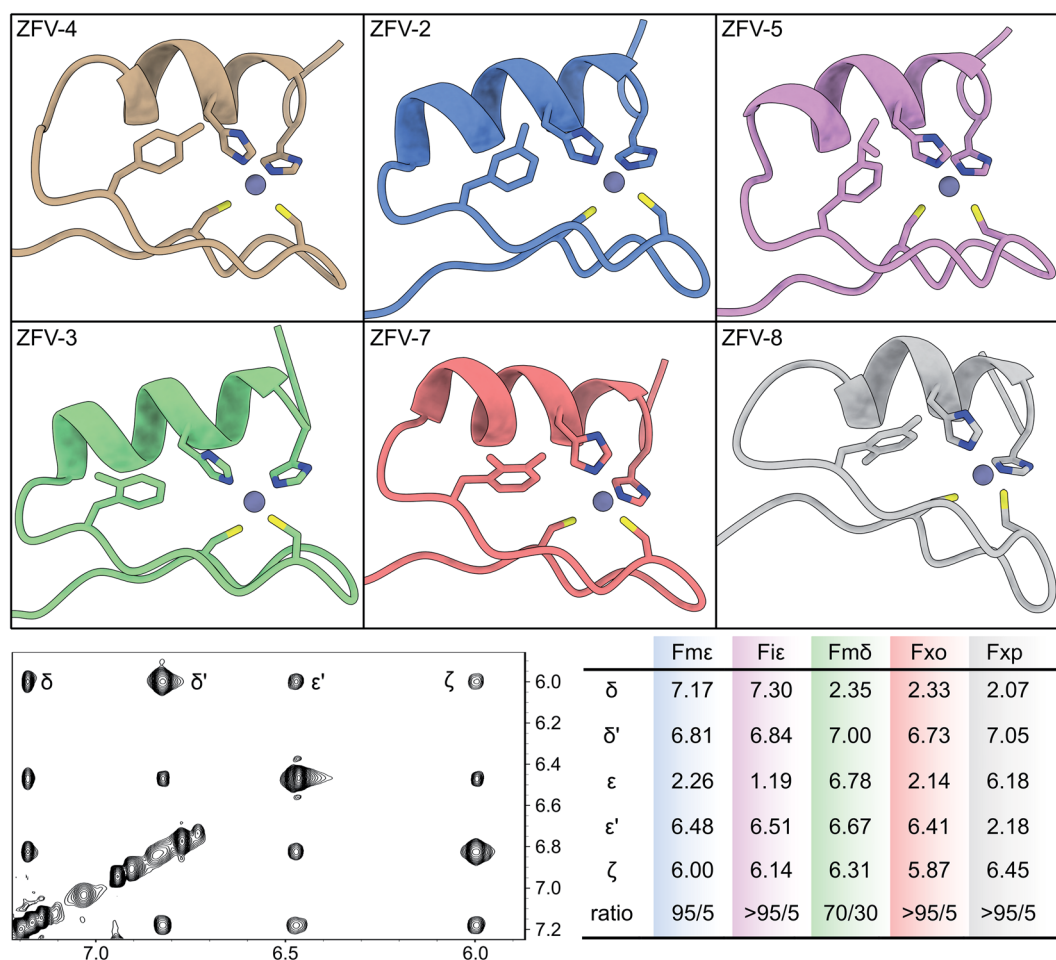 ZFV-4 ZFV-2 ZFV-5
ZFV-3 ZFV-7 ZFV-8
δ δ' ε' ζ
6.0
6.2
6.4
6.6
6.8
7.0
7.2
7.0 6.5 6.0
Fmε Fiε Fmδ Fxo Fxp
δ 7.17 7.30 2.35 2.33 2.07
δ' 6.81 6.84 7.00 6.73 7.05
ε 2.26 1.19 6.78 2.14 6.18
ε' 6.48 6.51 6.67 6.41 2.18
ζ 6.00 6.14 6.31 5.87 6.45
ratio 95/5 >95/5 70/30 >95/5 >95/5